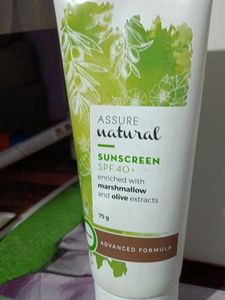 ASSURE
natural
SUNSCREEN
SPF 40+
enriched with
marshmallow
and olive extracts
75 g
ADVANCED FORMULA